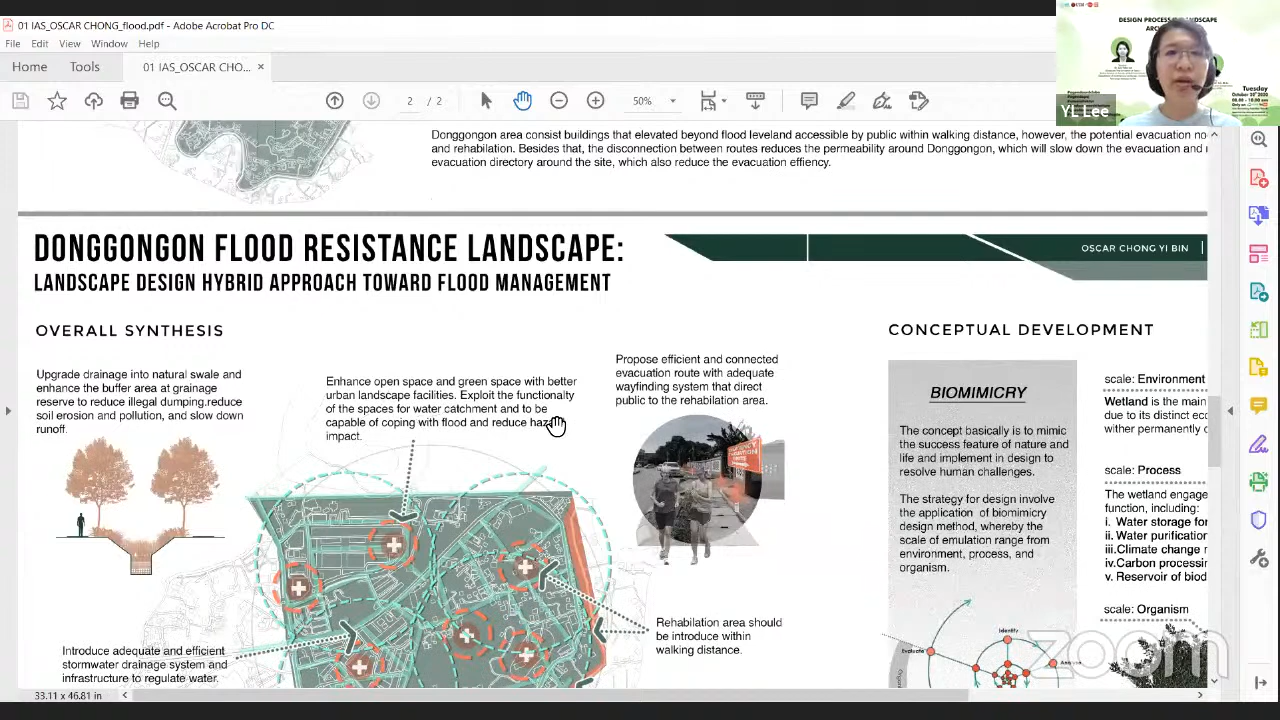 01 IAS_OSCAR CHONG_flood.pdf - Adobe Acrobat Pro DC
File Edit View Window Help
Home Tools 01 IAS_OSCAR CHO... ×
2 / 2 50%
DESIGN PROCESS
LANDSCAPE
Tuesday
YL Lee
Donggongon area consist buildings that elevated beyond flood leveland accessible by public within walking distance, however, the potential evacuation no
and rehabilation. Besides that, the disconnection between routes reduces the permeability around Donggongon, which will slow down the evacuation and
evacuation directory around the site, which also reduce the evacuation effiency.
DONGGONGON FLOOD RESISTANCE LANDSCAPE:
LANDSCAPE DESIGN HYBRID APPROACH TOWARD FLOOD MANAGEMENT
OSCAR CHONG YI BIN
OVERALL SYNTHESIS
Upgrade drainage into natural swale and
enhance the buffer area at grainage
reserve to reduce illegal dumping.reduce
soil erosion and pollution, and slow down
runoff.
Enhance open space and green space with better
urban landscape facilities. Exploit the functionalty
of the spaces for water catchment and to be
capable of coping with flood and reduce
impact.
Propose efficient and connected
evacuation route with adequate
wayfinding system that direct
public to the rehabilation area.
Rehabilation area should
be introduce within
walking distance.
Introduce adequate and efficient
stormwater drainage system and
infrastructure to regulate water.
CONCEPTUAL DEVELOPMENT
BIOMIMICRY
The concept basically is to mimic
the success feature of nature and
life and implement in design to
resolve human challenges.
The strategy for design involve
the application of biomimicry
design method, whereby the
scale of emulation range from
environment, process, and
organism.
Identify
Evaluate
scale: Environment
Wetland is the main
due to its distinct ec
wither permanently
scale: Process
The wetland engage
function, including:
i. Water storage for
ii. Water purification
iii.Climate change
iv.Carbon processin
v. Reservoir of biod
scale: Organism
zoom
33.11 x 46.81 in